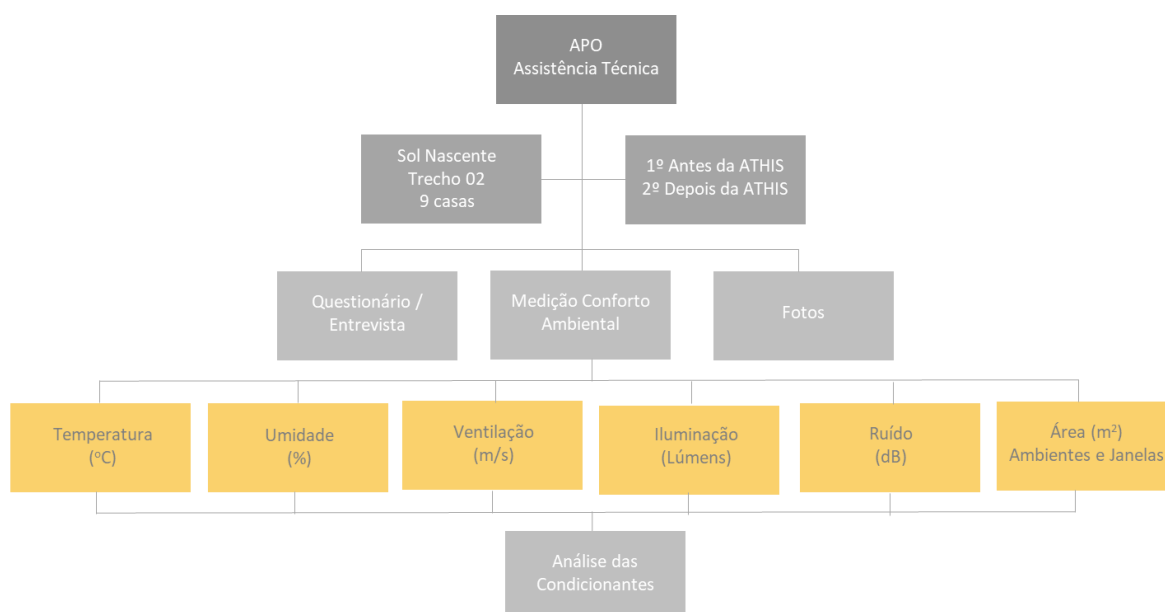 APO
Assistência Técnica
Sol Nascente
Trecho 02
9 casas
1º Antes da ATHIS
2º Depois da ATHIS
Questionário /
Entrevista
Medição Conforto
Ambiental
Fotos
Temperatura
(ºC)
Umidade
(%)
Ventilação
(m/s)
Iluminação
(Lúmens)
Ruído
(dB)
Área (m²)
Ambientes e Janelas
Análise das
Condicionantes